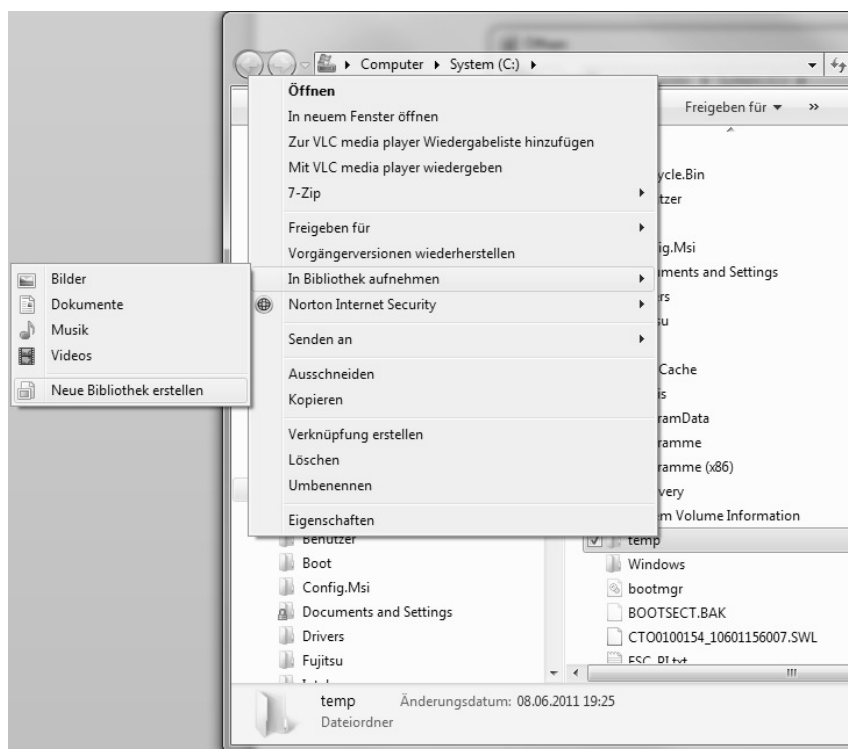 Computer ▸ System (C:) ▸
Öffnen
In neuem Fenster öffnen
Zur VLC media player Wiedergabeliste hinzufügen
Mit VLC media player wiedergeben
7-Zip
Freigeben für
Vorgängerversionen wiederherstellen
In Bibliothek aufnehmen
Norton Internet Security
Senden an
Ausschneiden
Kopieren
Verknüpfung erstellen
Löschen
Umbenennen
Eigenschaften
Bilder
Dokumente
Musik
Videos
Neue Bibliothek erstellen
Freigeben für »
ycle.Bin
tzer
ig.Msi
ments and Settings
rs
su
Cache
is
ramData
ramme
ramme (x86)
very
m Volume Information
temp
Windows
bootmgr
BOOTSECT.BAK
CTO0100154_10601156007.SWL
Benutzer
Boot
Config.Msi
Documents and Settings
Drivers
Fujitsu
temp Änderungsdatum: 08.06.2011 19:25
Dateiordner